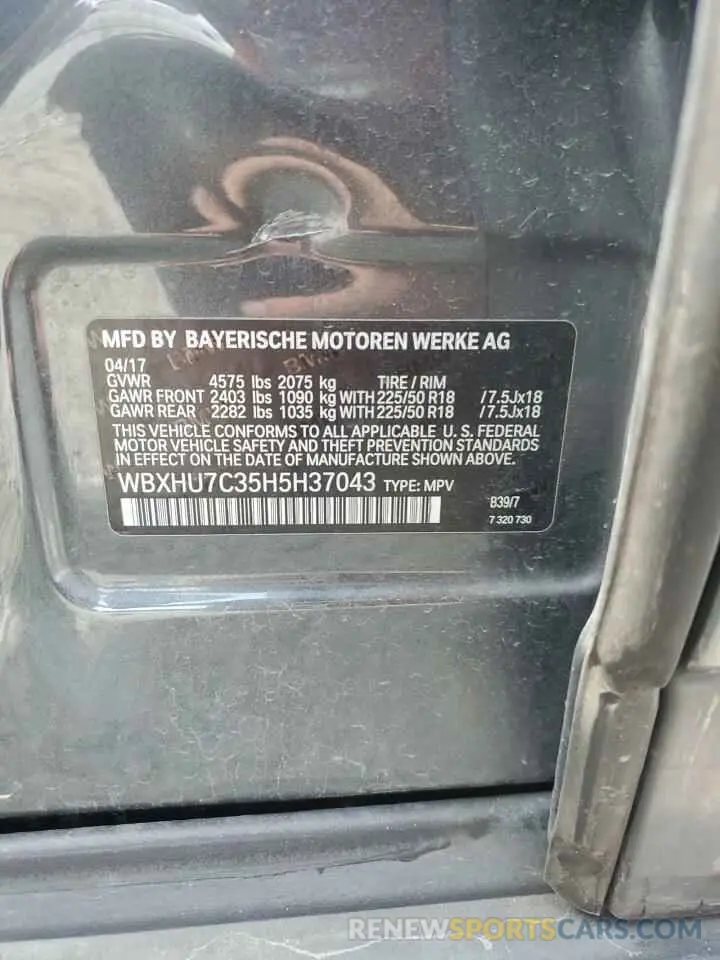 MFD BY BAYERISCHE MOTOREN WERKE AG
04/17
GVWR 4575 lbs 2075 kg TIRE / RIM
GAWR FRONT 2403 lbs 1090 kg WITH 225/50 R18 / 7.5Jx18
GAWR REAR 2282 lbs 1035 kg WITH 225/50 R18 / 7.5Jx18
THIS VEHICLE CONFORMS TO ALL APPLICABLE U. S. FEDERAL
MOTOR VEHICLE SAFETY AND THEFT PREVENTION STANDARDS
IN EFFECT ON THE DATE OF MANUFACTURE SHOWN ABOVE.
WBXHU7C35H5H37043 TYPE: MPV
B39/7
7 320 730
RENEWSPORTSCARS.COM